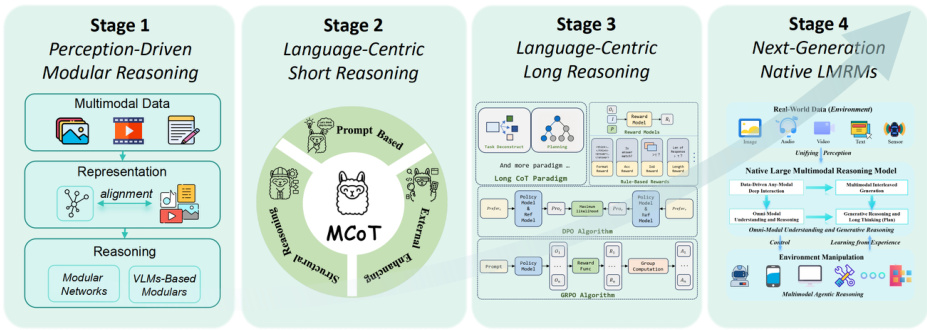 Stage 1
Perception-Driven
Modular Reasoning
Multimodal Data
Representation
alignment
Reasoning
Modular
Networks
VLMs-Based
Modulars
Stage 2
Language-Centric
Short Reasoning
Prompt Based
Structural Reasoning
External Enhancing
MCoT
Stage 3
Language-Centric
Long Reasoning
Task Deconstruct
Planning
And more paradigm …
Long CoT Paradigm
Reward
Model
Reward Models
Format
Reward
Acc
Reward
Reward
Length
Reward
Rule-Based Rewards
Policy
Model
&
Ref Model
Maximum
Likelihood
Policy
Model
&
Ref Model
DPO Algorithm
Prompt
Policy
Model
Reward
Func
Group
Computation
GRPO Algorithm
Stage 4
Next-Generation
Native LMRMs
Real-World Data (Environment)
Image
Audio
Video
Text
Sensor
Unifying Perception
Native Large Multimodal Reasoning Model
Data-Driven Any-Modal
Deep Interaction
Multimodal Interleaved
Generation
Omni-Modal
Understanding and Reasoning
Generative Reasoning and
Long Thinking (Plan)
Omni-Modal Understanding and Generative Reasoning
Control
Learning from Experience
Environment Manipulation
Multimodal Agentic Reasoning